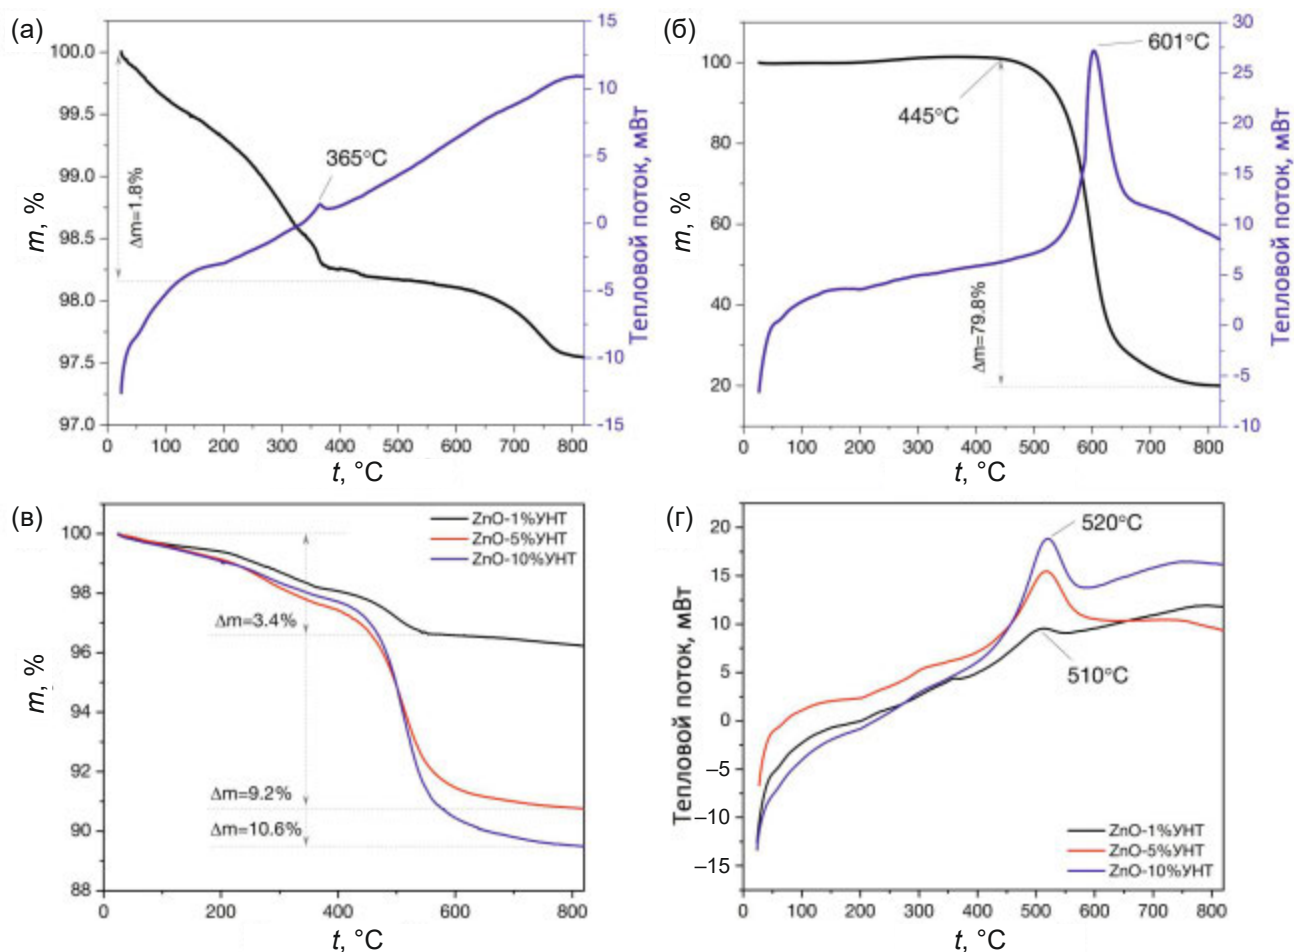 (а)
100.0
99.5
99.0
98.5
98.0
97.5
97.0
m, %
Δm=1.8%
365°C
15
10
5
0
-5
-10
-15
Тепловой поток, мВт
0 100 200 300 400 500 600 700 800
t, °C
(б)
100
80
60
40
20
m, %
445°C
601°C
Δm=79.8%
30
25
20
15
10
5
0
-5
-10
Тепловой поток, мВт
0 100 200 300 400 500 600 700 800
t, °C
(в)
100
98
96
94
92
90
88
m, %
ZnO-1%УНТ
ZnO-5%УНТ
ZnO-10%УНТ
Δm=3.4%
Δm=9.2%
Δm=10.6%
0 200 400 600 800
t, °C
(г)
20
15
10
5
0
–5
–10
–15
Тепловой поток, мВт
520°C
510°C
ZnO-1%УНТ
ZnO-5%УНТ
ZnO-10%УНТ
0 100 200 300 400 500 600 700 800
t, °C